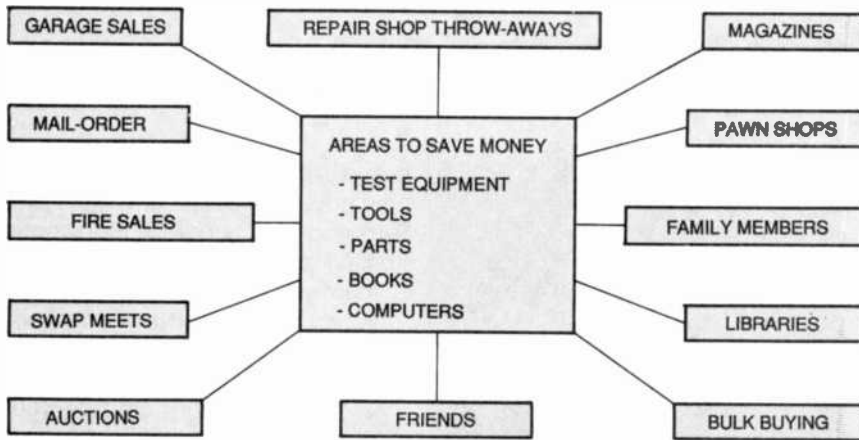 GARAGE SALES
REPAIR SHOP THROW-AWAYS
MAGAZINES
MAIL-ORDER
PAWN SHOPS
AREAS TO SAVE MONEY
- TEST EQUIPMENT
- TOOLS
- PARTS
- BOOKS
- COMPUTERS
FIRE SALES
FAMILY MEMBERS
SWAP MEETS
LIBRARIES
AUCTIONS
FRIENDS
BULK BUYING